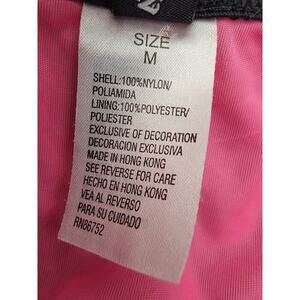 SIZE
M
SHELL:100%NYLON/
POLIAMIDA
LINING:100%POLYESTER/
POLIESTER
EXCLUSIVE OF DECORATION
DECORACION EXCLUSIVA
MADE IN HONG KONG
SEE REVERSE FOR CARE
HECHO EN HONG KONG
VEA AL REVERSO
PARA SU CUIDADO
RN86752